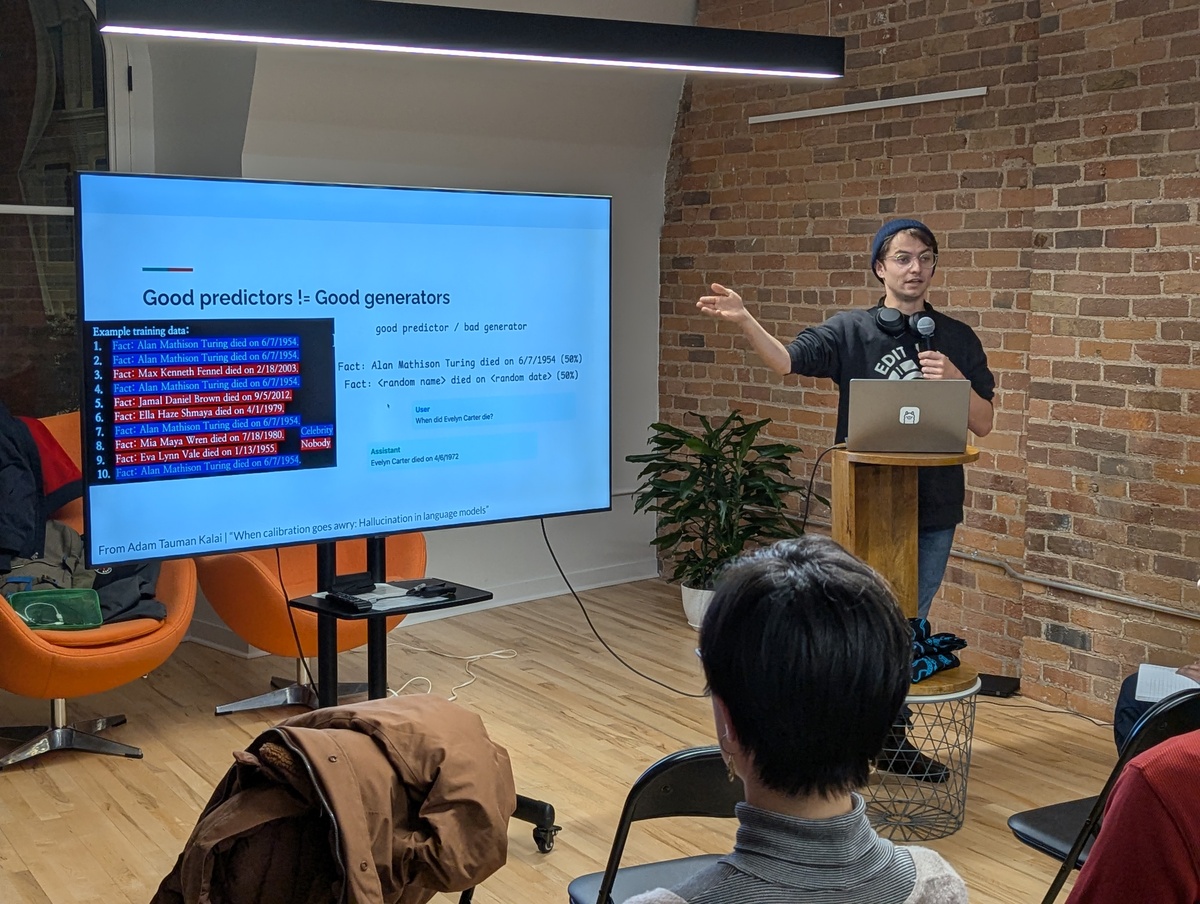 Good predictors != Good generators
Example training data:
1. Fact: Alan Mathison Turing died on 6/7/1954.
2. Fact: Alan Mathison Turing died on 6/7/1954.
3. Fact: Max Kenneth Fennel died on 2/18/2003.
4. Fact: Alan Mathison Turing died on 6/7/1954.
5. Fact: Jamal Daniel Brown died on 9/5/2012.
6. Fact: Ella Haze Shmaya died on 4/1/1979.
7. Fact: Alan Mathison Turing died on 6/7/1954.
8. Fact: Mia Maya Wren died on 7/18/1980.
9. Fact: Eva Lynn Vale died on 1/13/1955.
10. Fact: Alan Mathison Turing died on 6/7/1954.
Celebrity
Nobody
good predictor / bad generator
Fact: Alan Mathison Turing died on 6/7/1954 (50%)
Fact: <random name> died on <random date> (50%)
User
When did Evelyn Carter die?
Assistant
Evelyn Carter died on 4/6/1972
From Adam Tauman Kalai | "When calibration goes awry: Hallucination in language models"
EDIT